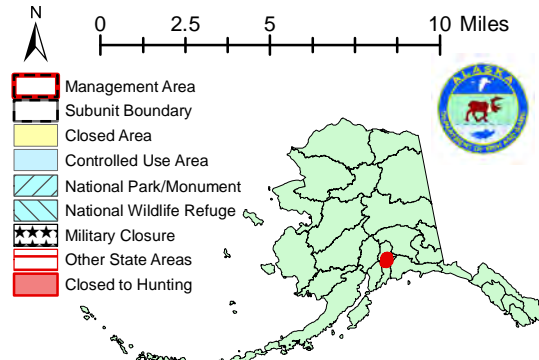 N
0 2.5 5 10 Miles
Management Area
Subunit Boundary
Closed Area
Controlled Use Area
National Park/Monument
National Wildlife Refuge
Military Closure
Other State Areas
Closed to Hunting
ALASKA